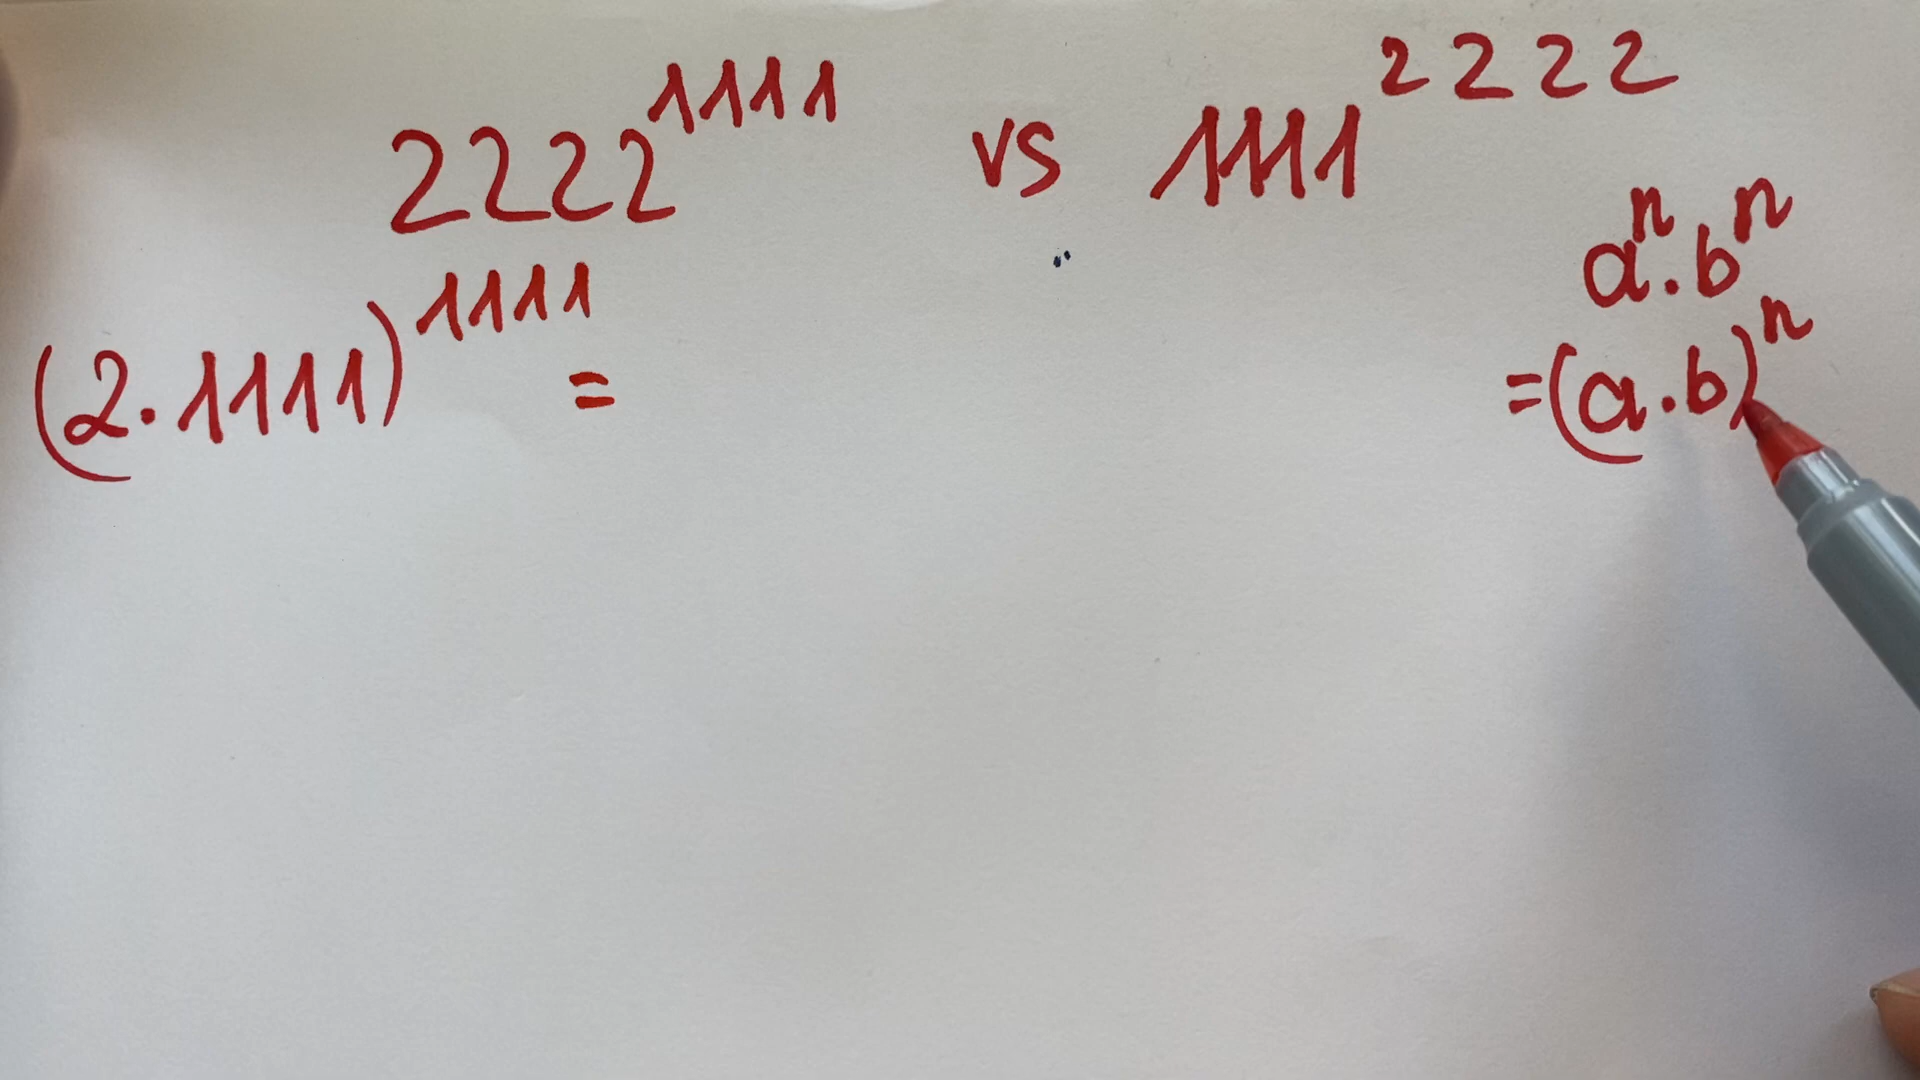 2222^1111 vs 1111^2222
a^n . b^n
(2.1111)^1111 =
=(a.b)^n